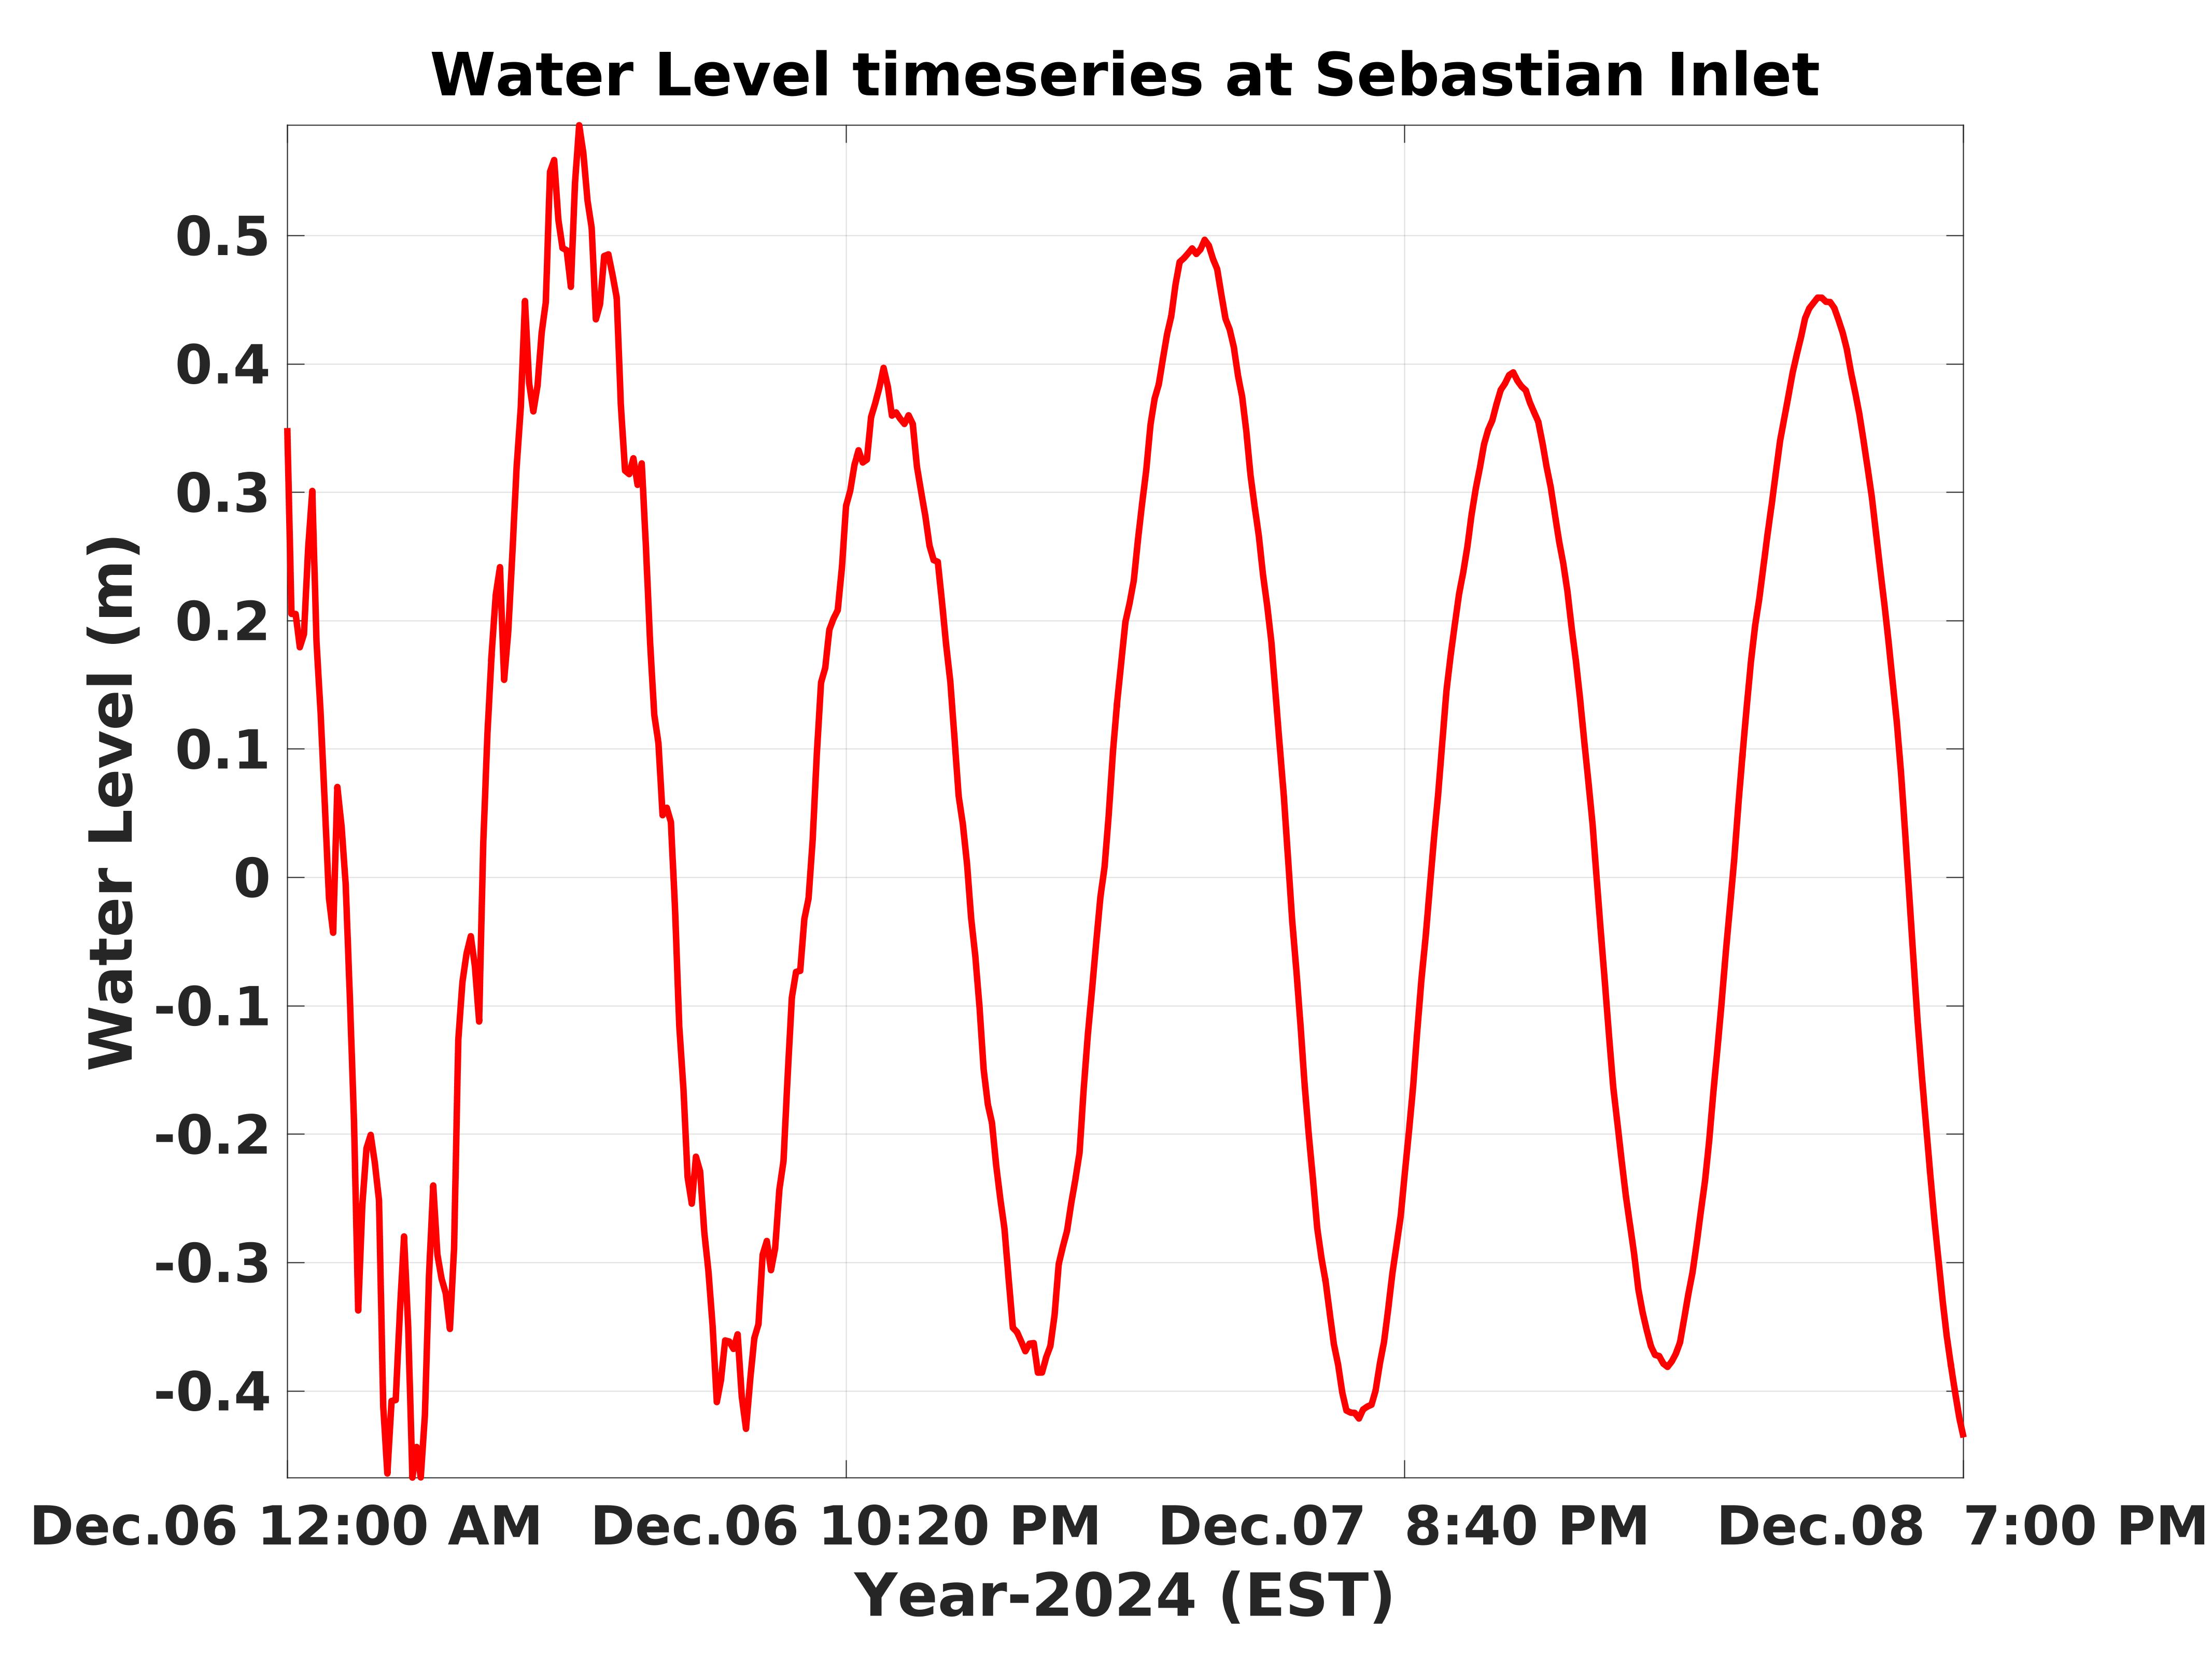 Water Level timeseries at Sebastian Inlet
Water Level (m)
0.5
0.4
0.3
0.2
0.1
0
-0.1
-0.2
-0.3
-0.4
Dec.06 12:00 AM Dec.06 10:20 PM Dec.07 8:40 PM Dec.08 7:00 PM
Year-2024 (EST)